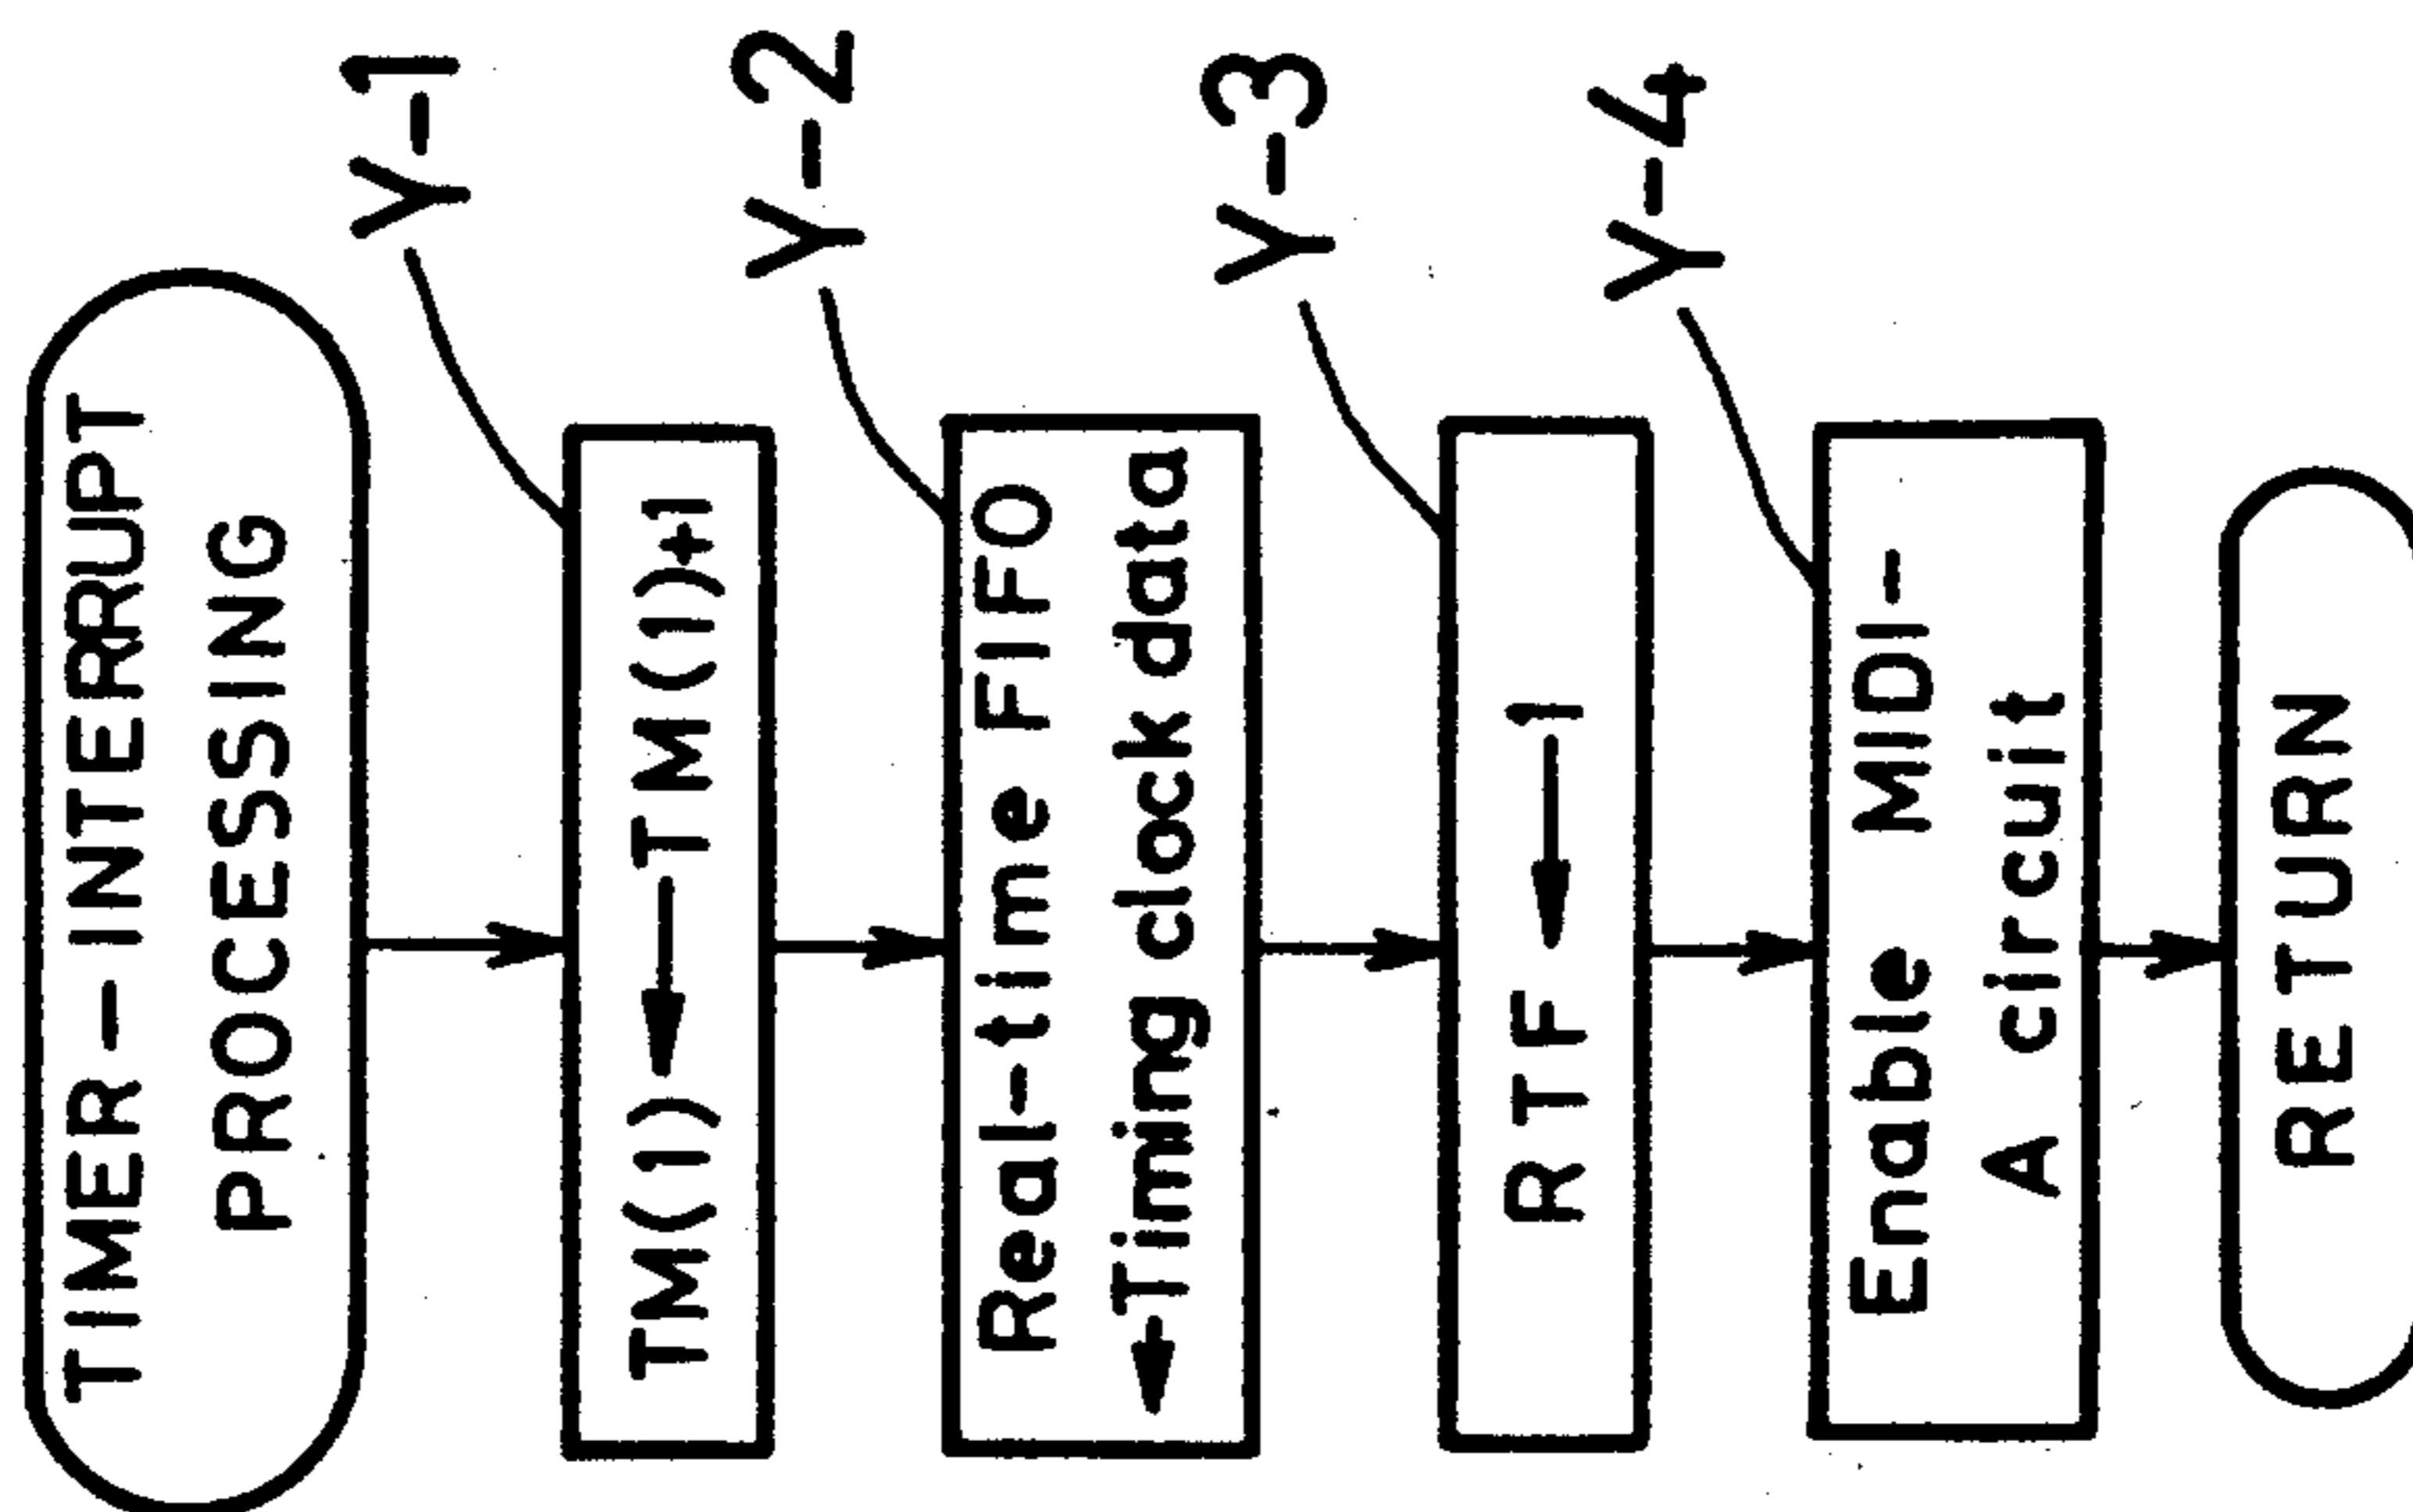 TIMER-INTERRUPT
PROCESSING
Y-1
TM(1)←TM(1)+1
Y-2
Real-time FIFO
←Timing clock data
Y-3
RTF←1
Y-4
Enable MIDI-
A circuit
RETURN